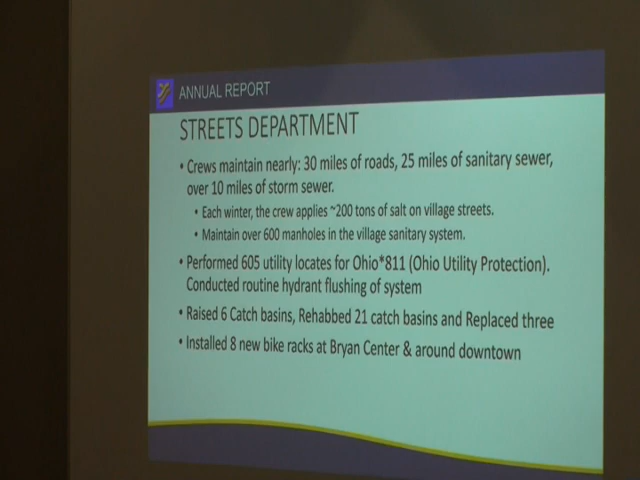 ANNUAL REPORT
STREETS DEPARTMENT
• Crews maintain nearly: 30 miles of roads, 25 miles of sanitary sewer,
over 10 miles of storm sewer.
• Each winter, the crew applies ~200 tons of salt on village streets.
• Maintain over 600 manholes in the village sanitary system.
• Performed 605 utility locates for Ohio*811 (Ohio Utility Protection).
Conducted routine hydrant flushing of system
• Raised 6 Catch basins, Rehabbed 21 catch basins and Replaced three
• Installed 8 new bike racks at Bryan Center & around downtown